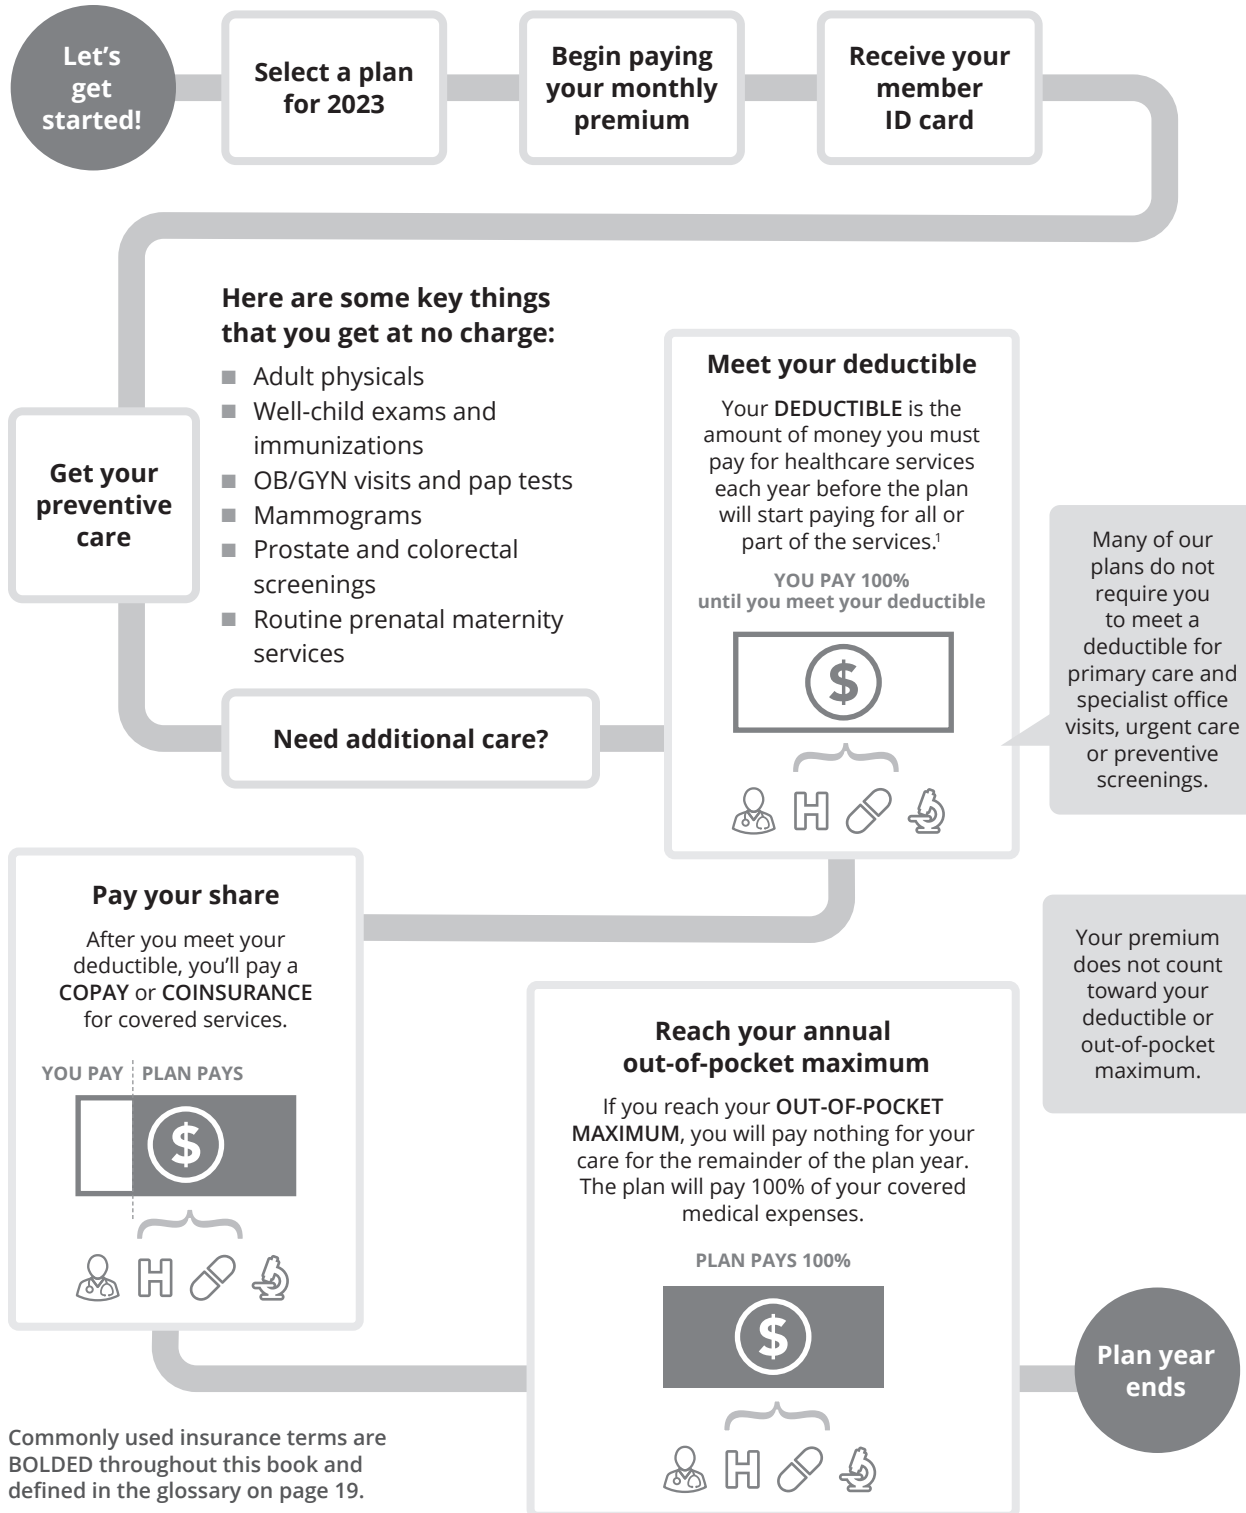 Let's
get
started!
Select a plan
for 2023
Begin paying
your monthly
premium
Receive your
member
ID card
Get your
preventive
care
Here are some key things
that you get at no charge:
■ Adult physicals
■ Well-child exams and
immunizations
■ OB/GYN visits and pap tests
■ Mammograms
■ Prostate and colorectal
screenings
■ Routine prenatal maternity
services
Need additional care?
Meet your deductible
Your DEDUCTIBLE is the
amount of money you must
pay for healthcare services
each year before the plan
will start paying for all or
part of the services.¹
YOU PAY 100%
until you meet your deductible
$
H
Many of our
plans do not
require you
to meet a
deductible for
primary care and
specialist office
visits, urgent care
or preventive
screenings.
Pay your share
After you meet your
deductible, you'll pay a
COPAY or COINSURANCE
for covered services.
YOU PAY PLAN PAYS
$
H
Your premium
does not count
toward your
deductible or
out-of-pocket
maximum.
Reach your annual
out-of-pocket maximum
If you reach your OUT-OF-POCKET
MAXIMUM, you will pay nothing for your
care for the remainder of the plan year.
The plan will pay 100% of your covered
medical expenses.
PLAN PAYS 100%
$
H
Plan year
ends
Commonly used insurance terms are
BOLDED throughout this book and
defined in the glossary on page 19.